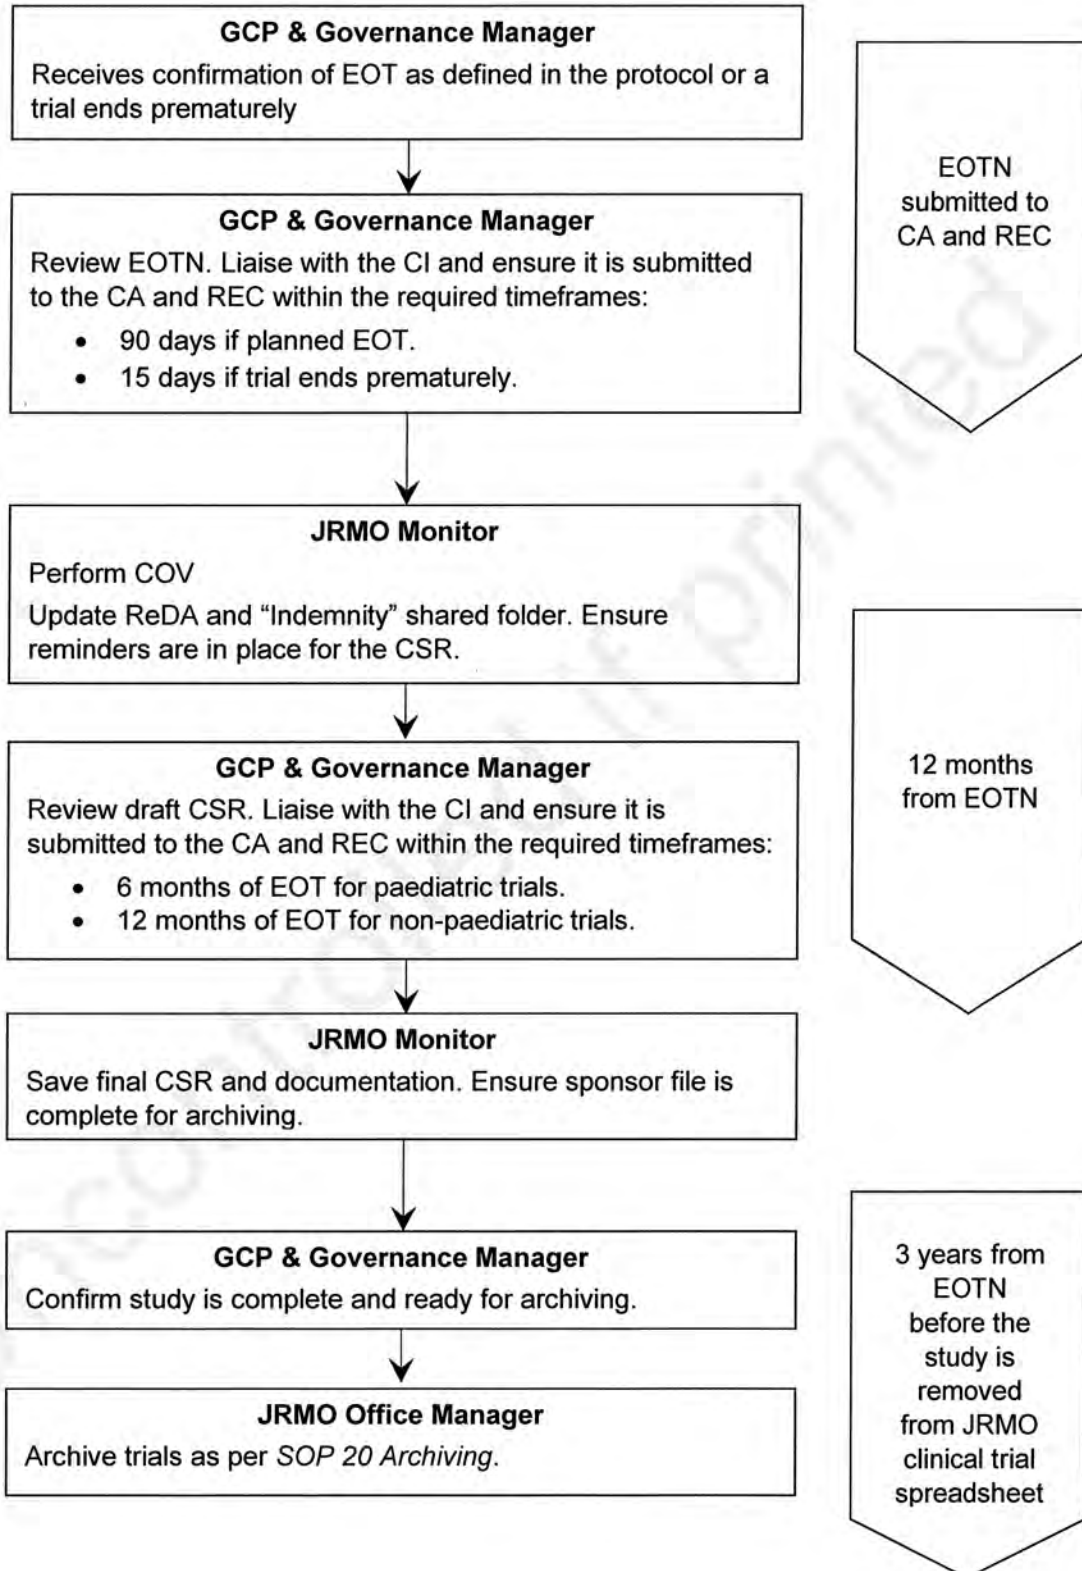 GCP & Governance Manager
Receives confirmation of EOT as defined in the protocol or a
trial ends prematurely
GCP & Governance Manager
Review EOTN. Liaise with the CI and ensure it is submitted
to the CA and REC within the required timeframes:
• 90 days if planned EOT.
• 15 days if trial ends prematurely.
EOTN
submitted to
CA and REC
JRMO Monitor
Perform COV
Update ReDA and “Indemnity” shared folder. Ensure
reminders are in place for the CSR.
GCP & Governance Manager
Review draft CSR. Liaise with the CI and ensure it is
submitted to the CA and REC within the required timeframes:
• 6 months of EOT for paediatric trials.
• 12 months of EOT for non-paediatric trials.
12 months
from EOTN
JRMO Monitor
Save final CSR and documentation. Ensure sponsor file is
complete for archiving.
GCP & Governance Manager
Confirm study is complete and ready for archiving.
JRMO Office Manager
Archive trials as per SOP 20 Archiving.
3 years from
EOTN
before the
study is
removed
from JRMO
clinical trial
spreadsheet
ncontrolled if printed